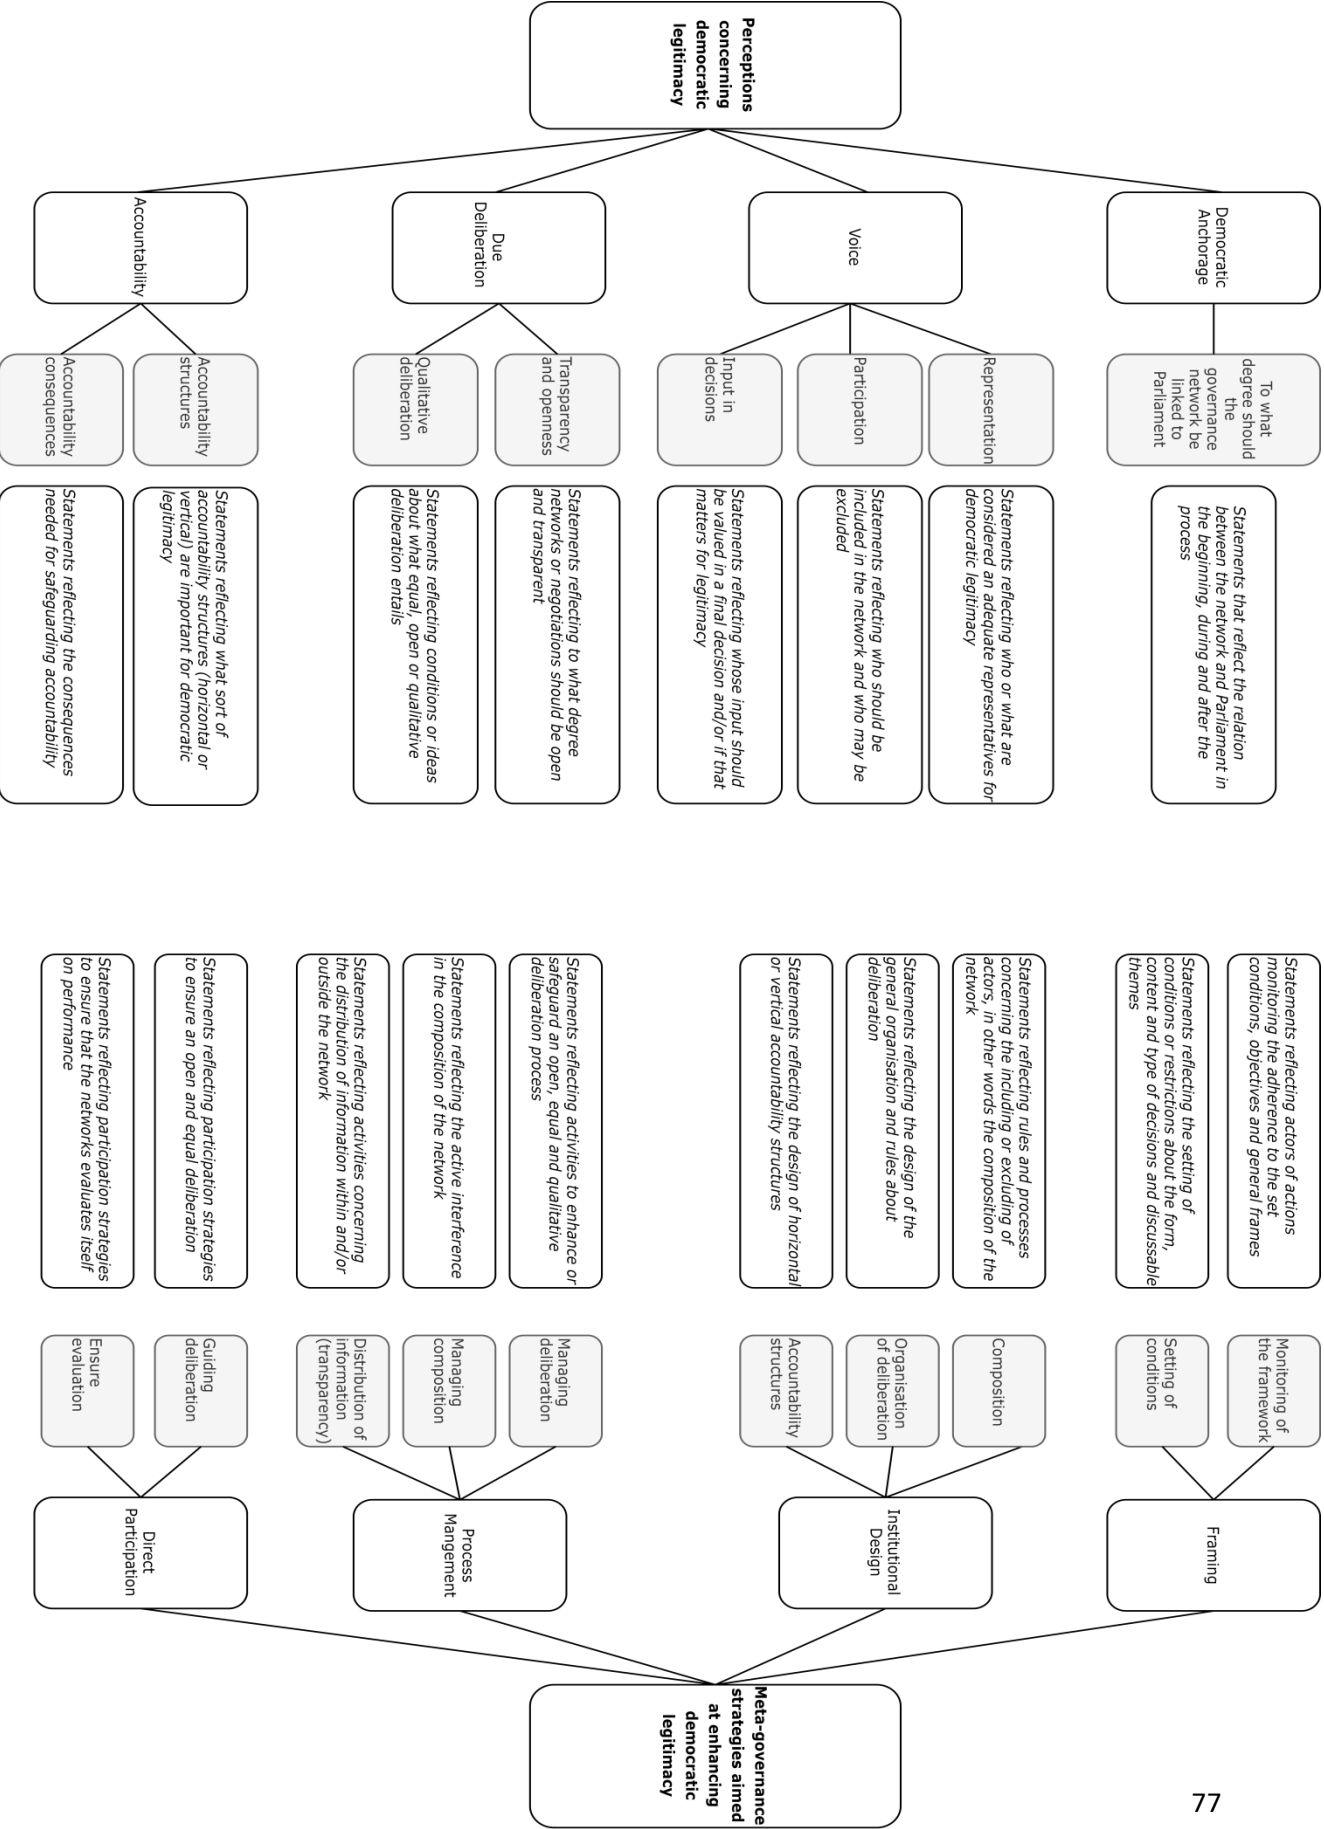 Perceptions
concerning
democratic
legitimacy
Democratic
Anchorage
To what
degree should
the
governance
network be
linked to
Parliament
Statements that reflect the relation
between the network and Parliament in
the beginning, during and after the
process
Voice
Representation
Statements reflecting who or what are
considered an adequate representatives for
democratic legitimacy
Participation
Statements reflecting who should be
included in the network and who may be
excluded
Input in
decisions
Statements reflecting whose input should
be valued in a final decision and/or if that
matters for legitimacy
Due
Deliberation
Transparency
and openness
Statements reflecting to what degree
networks or negotiations should be open
and transparent
Qualitative
deliberation
Statements reflecting conditions or ideas
about what equal, open or qualitative
deliberation entails
Accountability
Accountability
structures
Statements reflecting what sort of
accountability structures (horizontal or
vertical) are important for democratic
legitimacy
Accountability
consequences
Statements reflecting the consequences
needed for safeguarding accountability
Statements reflecting actors of actions
monitoring the adherence to the set
conditions, objectives and general frames
Monitoring of
the framework
Statements reflecting the setting of
conditions or restrictions about the form,
content and type of decisions and discussable
themes
Setting of
conditions
Framing
Statements reflecting rules and processes
concerning the including or excluding of
actors, in other words the composition of the
network
Composition
Statements reflecting the design of the
general organisation and rules about
deliberation
Organisation
of deliberation
Statements reflecting the design of horizontal
or vertical accountability structures
Accountability
structures
Institutional
Design
Statements reflecting activities to enhance or
safeguard an open, equal and qualitative
deliberation process
Managing
deliberation
Statements reflecting the active interference
in the composition of the network
Managing
composition
Statements reflecting activities concerning
the distribution of information within and/or
outside the network
Distribution of
information
(transparency)
Process
Mangement
Statements reflecting participation strategies
to ensure an open and equal deliberation
Guiding
deliberation
Statements reflecting participation strategies
to ensure that the networks evaluates itself
on performance
Ensure
evaluation
Direct
Participation
Meta-governance
strategies aimed
at enhancing
democratic
legitimacy
77